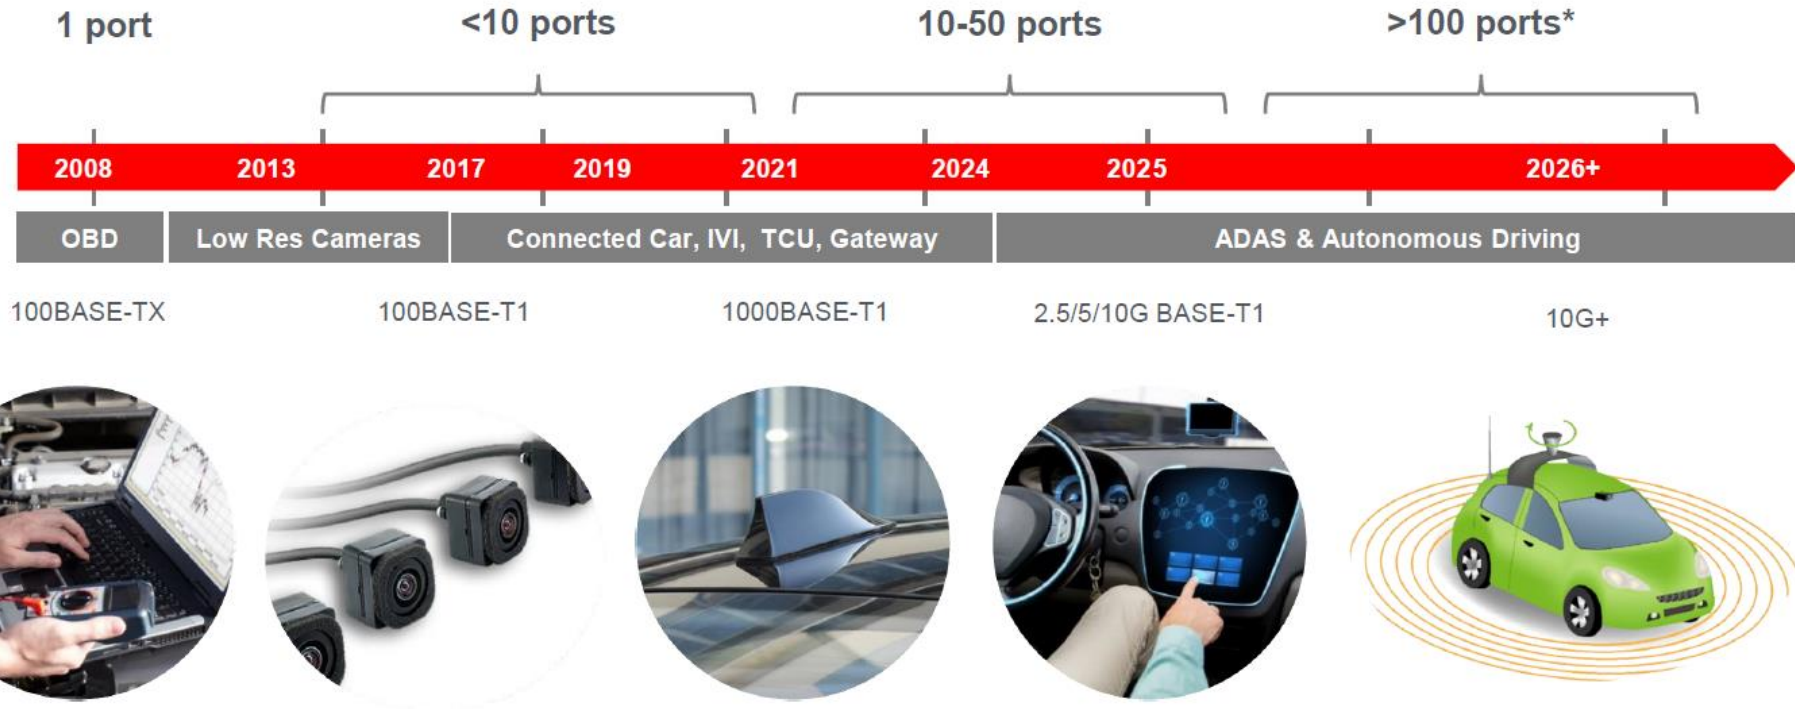 1 port <10 ports 10-50 ports >100 ports*
2008 2013 2017 2019 2021 2024 2025 2026+
OBD Low Res Cameras Connected Car, IVI, TCU, Gateway ADAS & Autonomous Driving
100BASE-TX 100BASE-T1 1000BASE-T1 2.5/5/10G BASE-T1 10G+